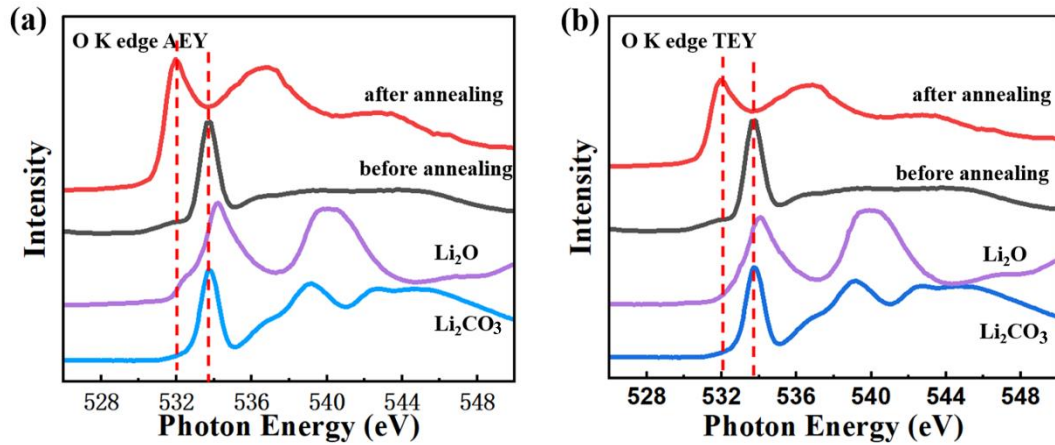 (a)
O K edge AEY
after annealing
before annealing
Li₂O
Li₂CO₃
Intensity
528 532 536 540 544 548
Photon Energy (eV)
(b)
O K edge TEY
after annealing
before annealing
Li₂O
Li₂CO₃
Intensity
528 532 536 540 544 548
Photon Energy (eV)